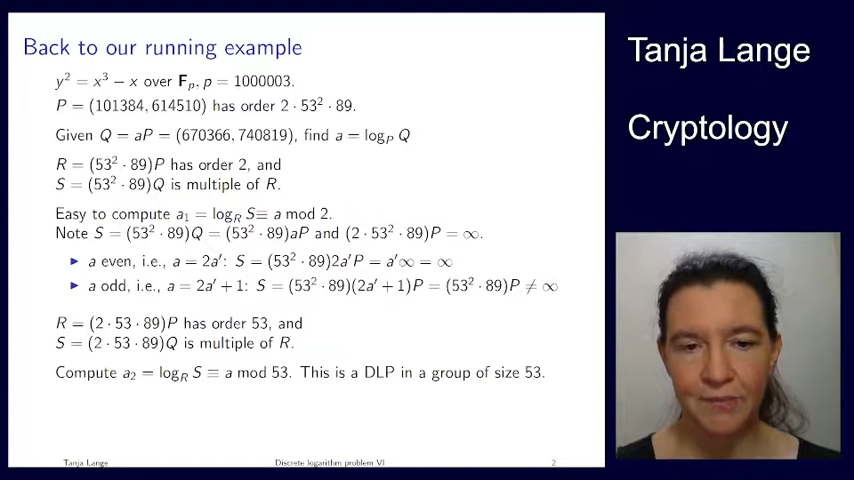 Back to our running example
y² = x³ − x over Fₚ, p = 1000003.
P = (101384, 614510) has order 2 · 53² · 89.
Given Q = aP = (670366, 740819), find a = logₚ Q
R = (53² · 89)P has order 2, and
S = (53² · 89)Q is multiple of R.
Easy to compute a₁ = log_R S ≡ a mod 2.
Note S = (53² · 89)Q = (53² · 89)aP and (2 · 53² · 89)P = ∞.
▶ a even, i.e., a = 2a′: S = (53² · 89)2a′P = a′∞ = ∞
▶ a odd, i.e., a = 2a′ + 1: S = (53² · 89)(2a′ + 1)P = (53² · 89)P ≠ ∞
R = (2 · 53 · 89)P has order 53, and
S = (2 · 53 · 89)Q is multiple of R.
Compute a₂ = log_R S ≡ a mod 53. This is a DLP in a group of size 53.
Tanja Lange Discrete logarithm problem VI 2
Tanja Lange
Cryptology